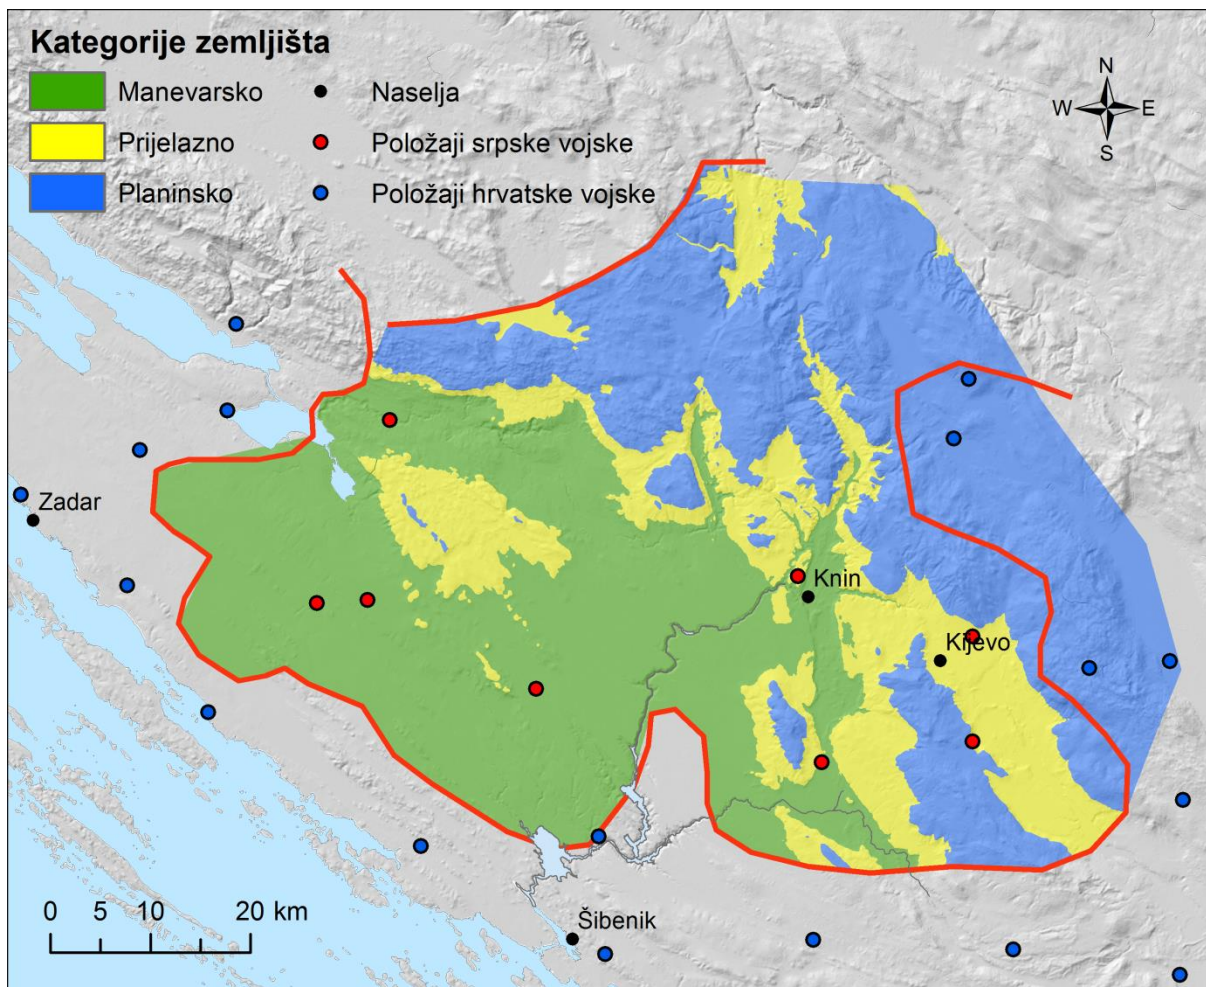 Kategorije zemljišta
Manevarsko
Naselja
Prijelazno
Položaji srpske vojske
Planinsko
Položaji hrvatske vojske
N
W E
S
Zadar
Knin
Kijevo
0 5 10 20 km
Šibenik